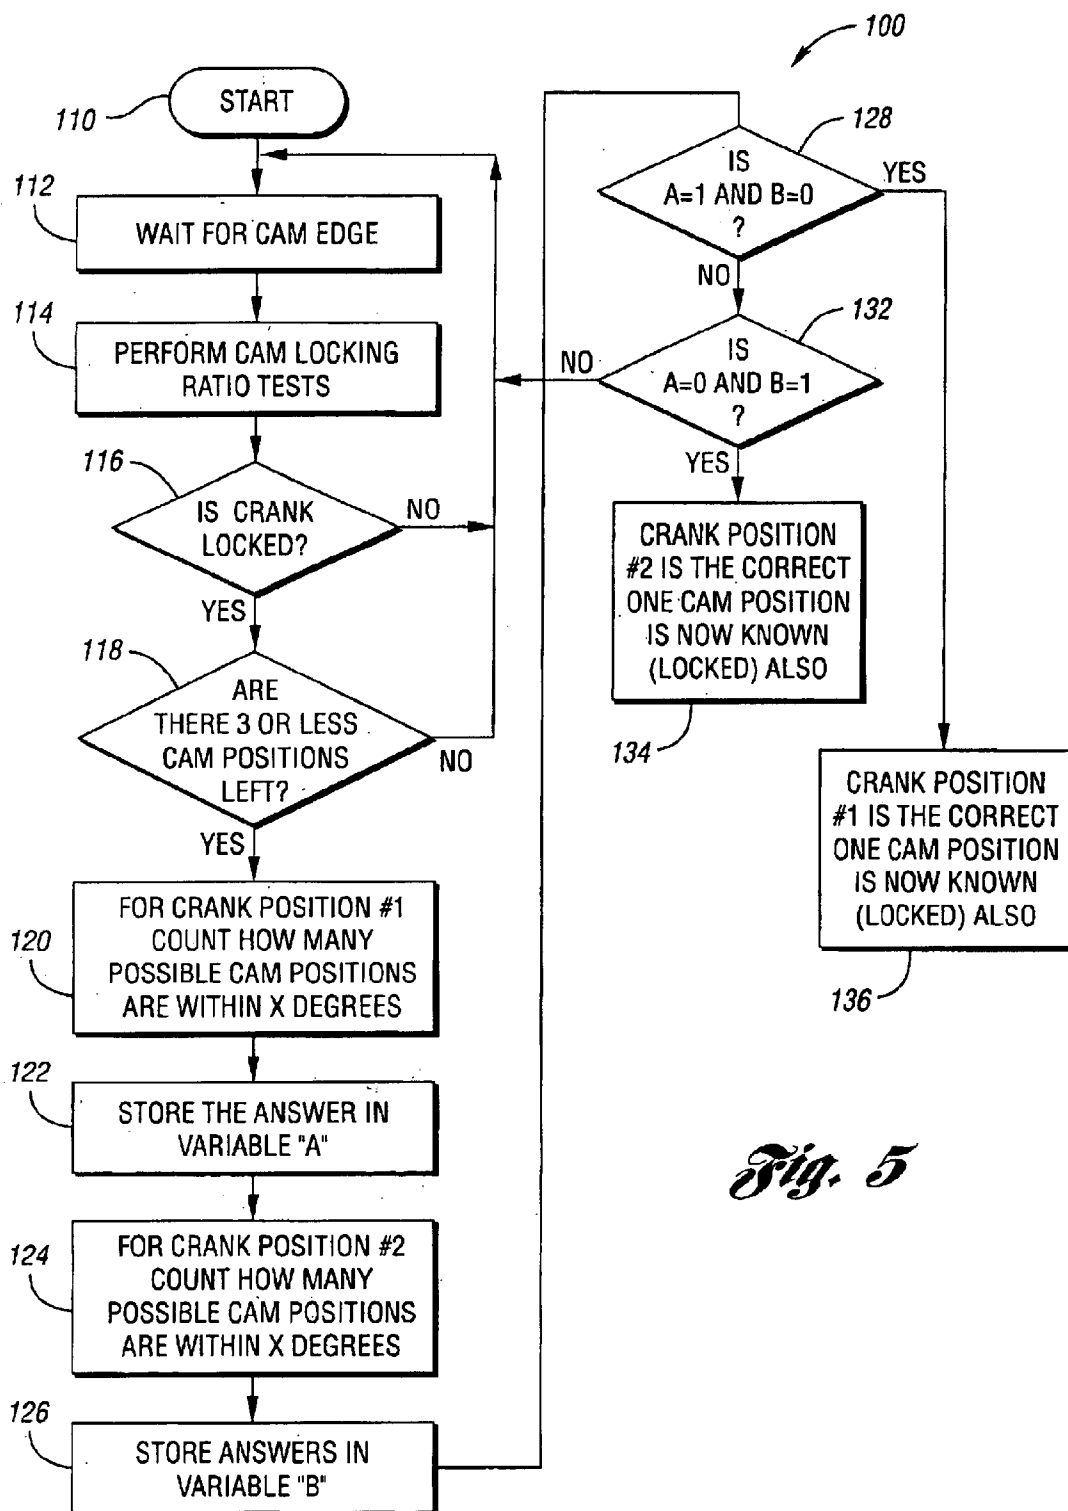 100
START
110
112
WAIT FOR CAM EDGE
114
PERFORM CAM LOCKING
RATIO TESTS
116
IS CRANK
LOCKED?
NO
YES
118
ARE
THERE 3 OR LESS
CAM POSITIONS
LEFT?
NO
YES
120
FOR CRANK POSITION #1
COUNT HOW MANY
POSSIBLE CAM POSITIONS
ARE WITHIN X DEGREES
122
STORE THE ANSWER IN
VARIABLE "A"
124
FOR CRANK POSITION #2
COUNT HOW MANY
POSSIBLE CAM POSITIONS
ARE WITHIN X DEGREES
126
STORE ANSWERS IN
VARIABLE "B"
128
IS
A=1 AND B=0
?
YES
NO
132
IS
A=0 AND B=1
?
NO
YES
CRANK POSITION
#2 IS THE CORRECT
ONE CAM POSITION
IS NOW KNOWN
(LOCKED) ALSO
134
CRANK POSITION
#1 IS THE CORRECT
ONE CAM POSITION
IS NOW KNOWN
(LOCKED) ALSO
136
Fig. 5